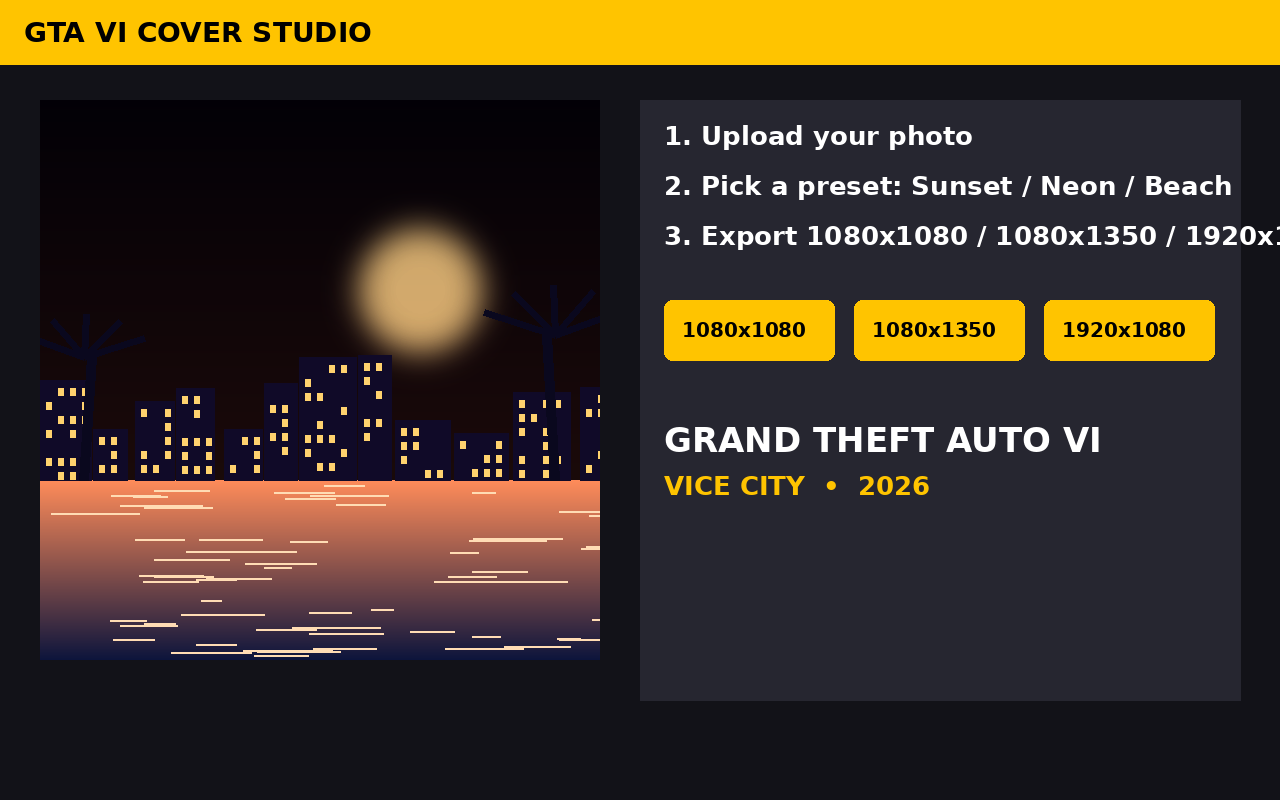 GTA VI COVER STUDIO
1. Upload your photo
2. Pick a preset: Sunset / Neon / Beach
3. Export 1080x1080 / 1080x1350 / 1920x1
1080x1080
1080x1350
1920x1080
GRAND THEFT AUTO VI
VICE CITY • 2026